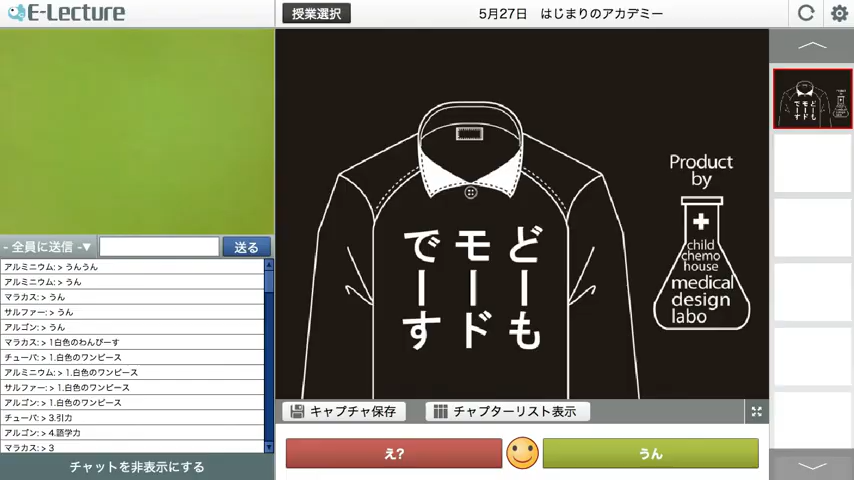 E-Lecture
授業選択
5月27日　はじまりのアカデミー
- 全員に送信 -▼
送る
アルミニウム: > うんうん
アルミニウム: > うん
マラカス: > うん
サルファー: > うん
アルゴン: > うん
マラカス: > 1白色のわんぴーす
チューバ: > 1.白色のワンピース
アルミニウム: > 1.白色のワンピース
サルファー: > 1.白色のワンピース
アルゴン: > 1.白色のワンピース
チューバ: > 3.引力
アルゴン: > 4.語学力
マラカス: > 3
チャットを非表示にする
どーも
モード
でーす
Product
by
child
chemo
house
medical
design
labo
キャプチャ保存
チャプターリスト表示
え?
うん